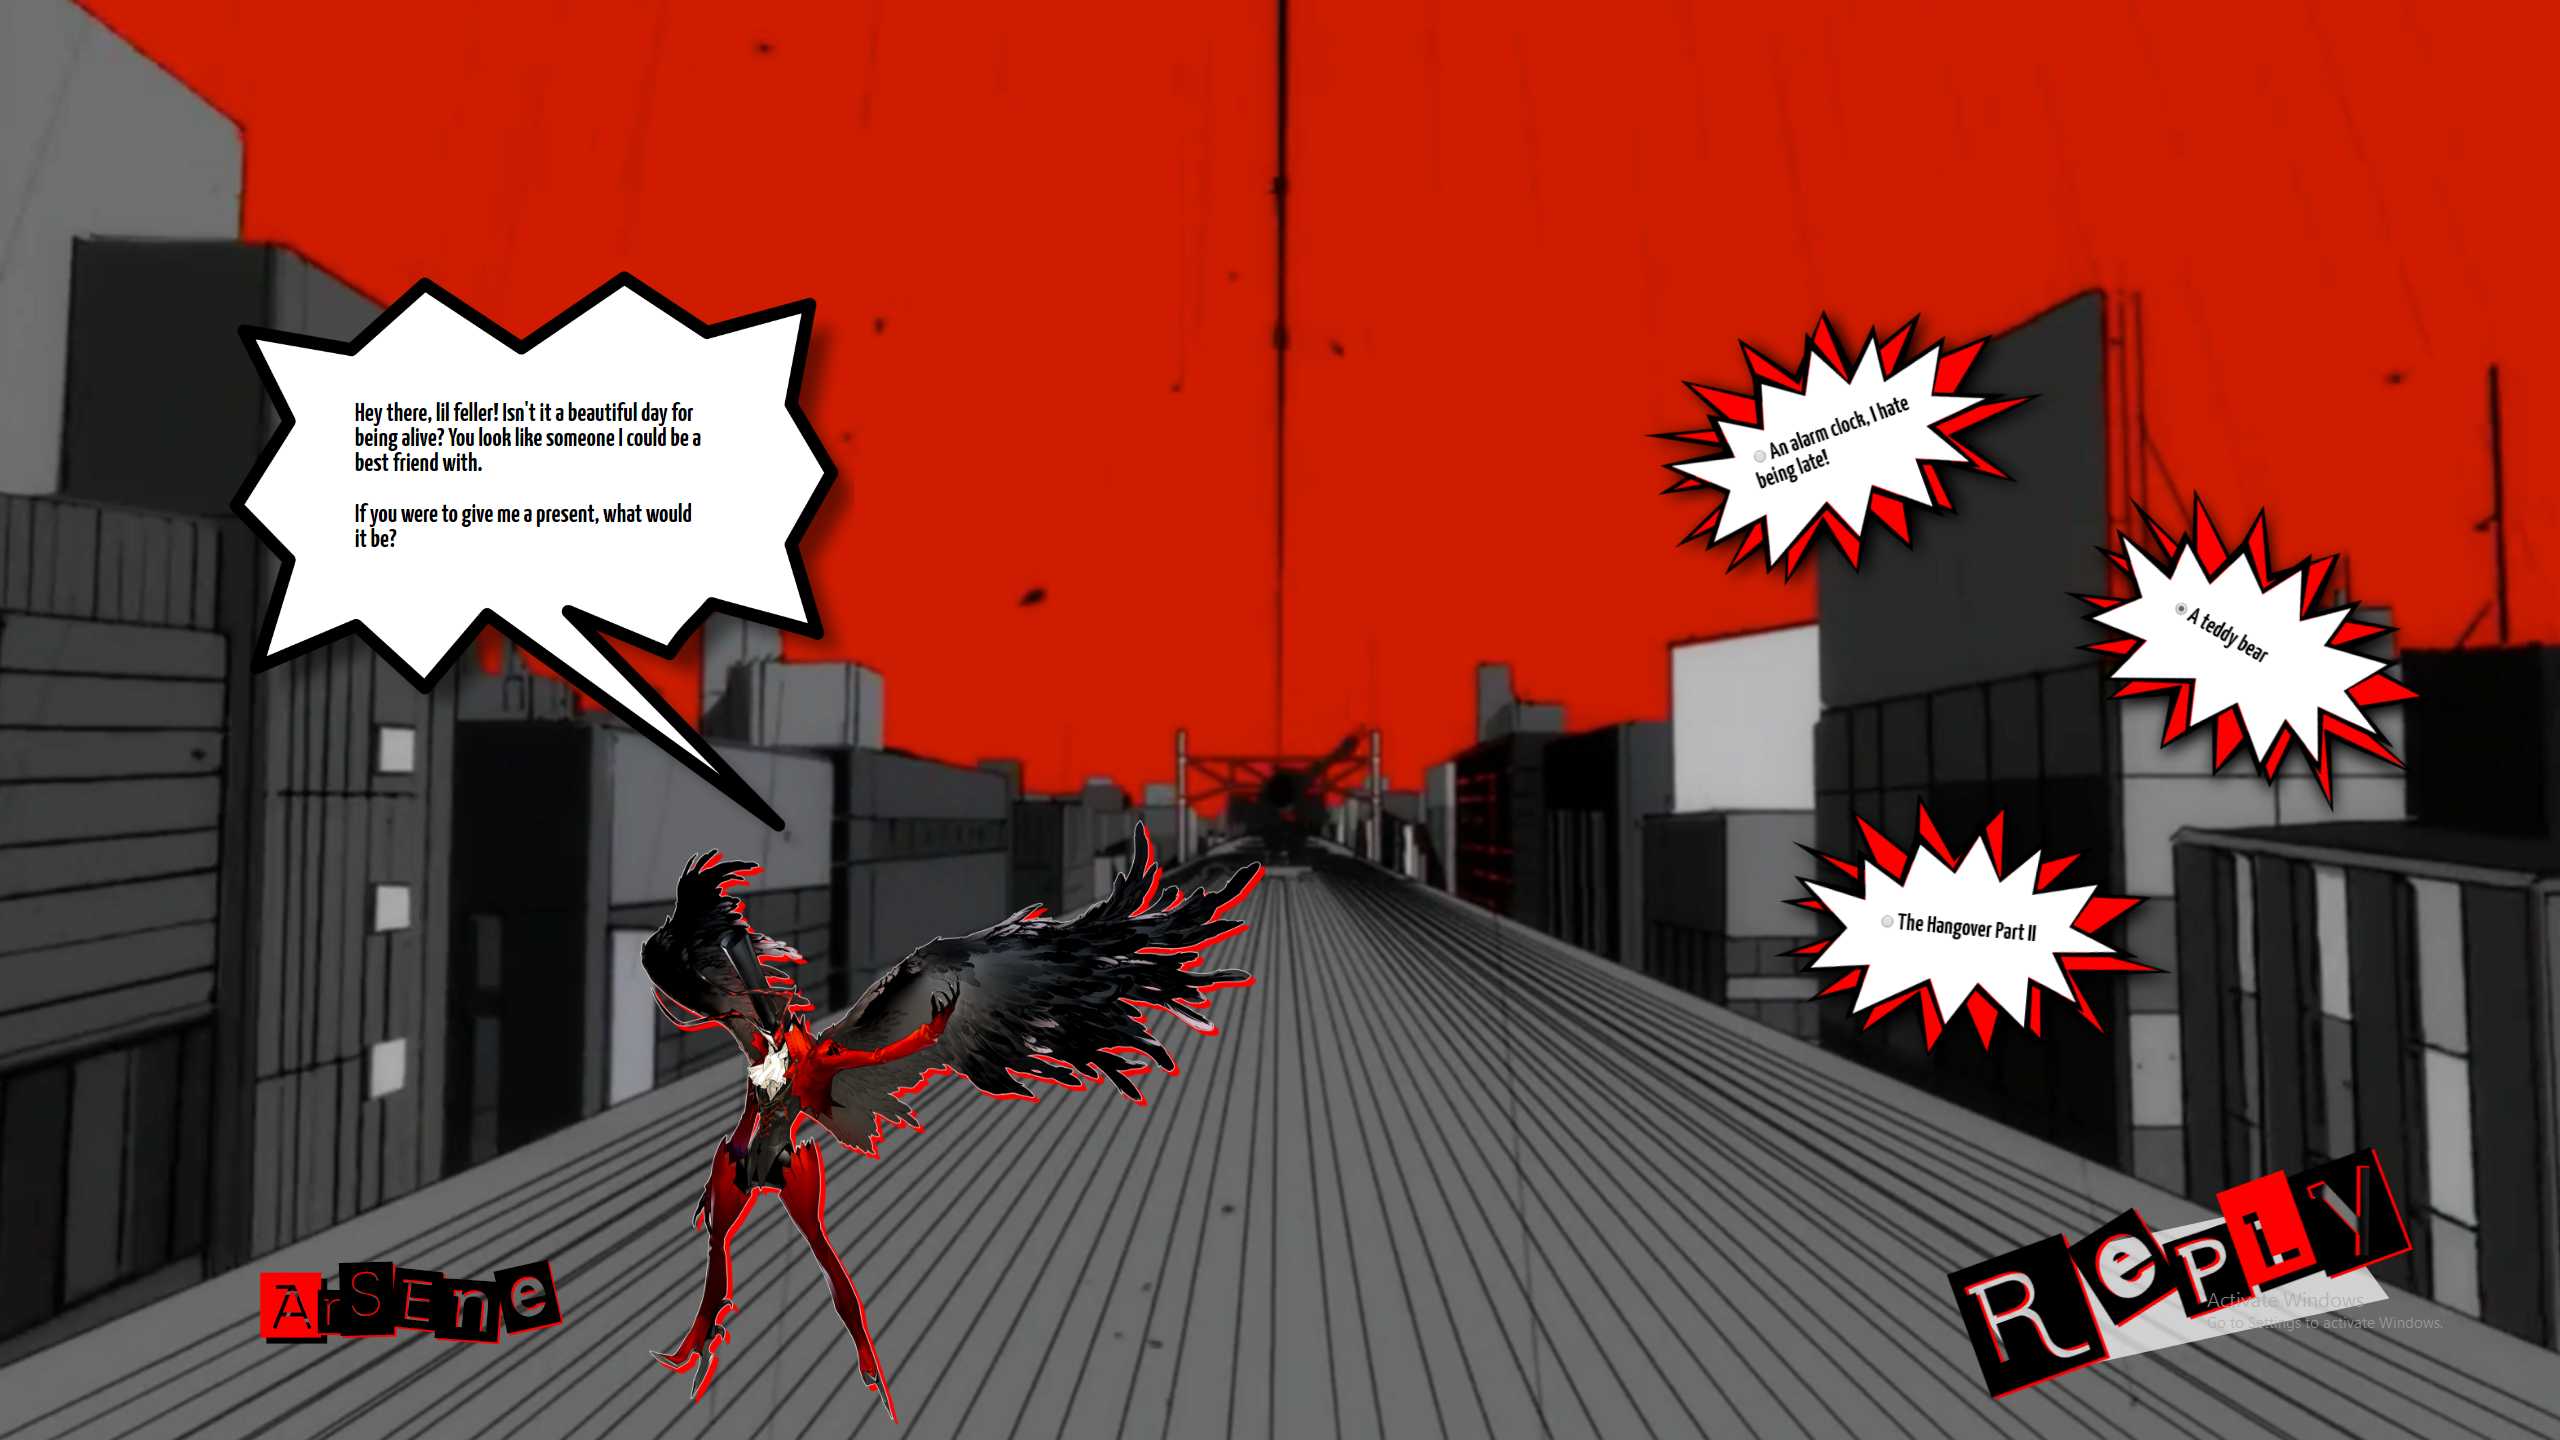 Hey there, lil feller! Isn't it a beautiful day for
being alive? You look like someone I could be a
best friend with.
If you were to give me a present, what would
it be?
An alarm clock, I hate
being late!
A teddy bear
The Hangover Part II
ArSEne
RepLy
Activate Windows
Go to Settings to activate Windows.